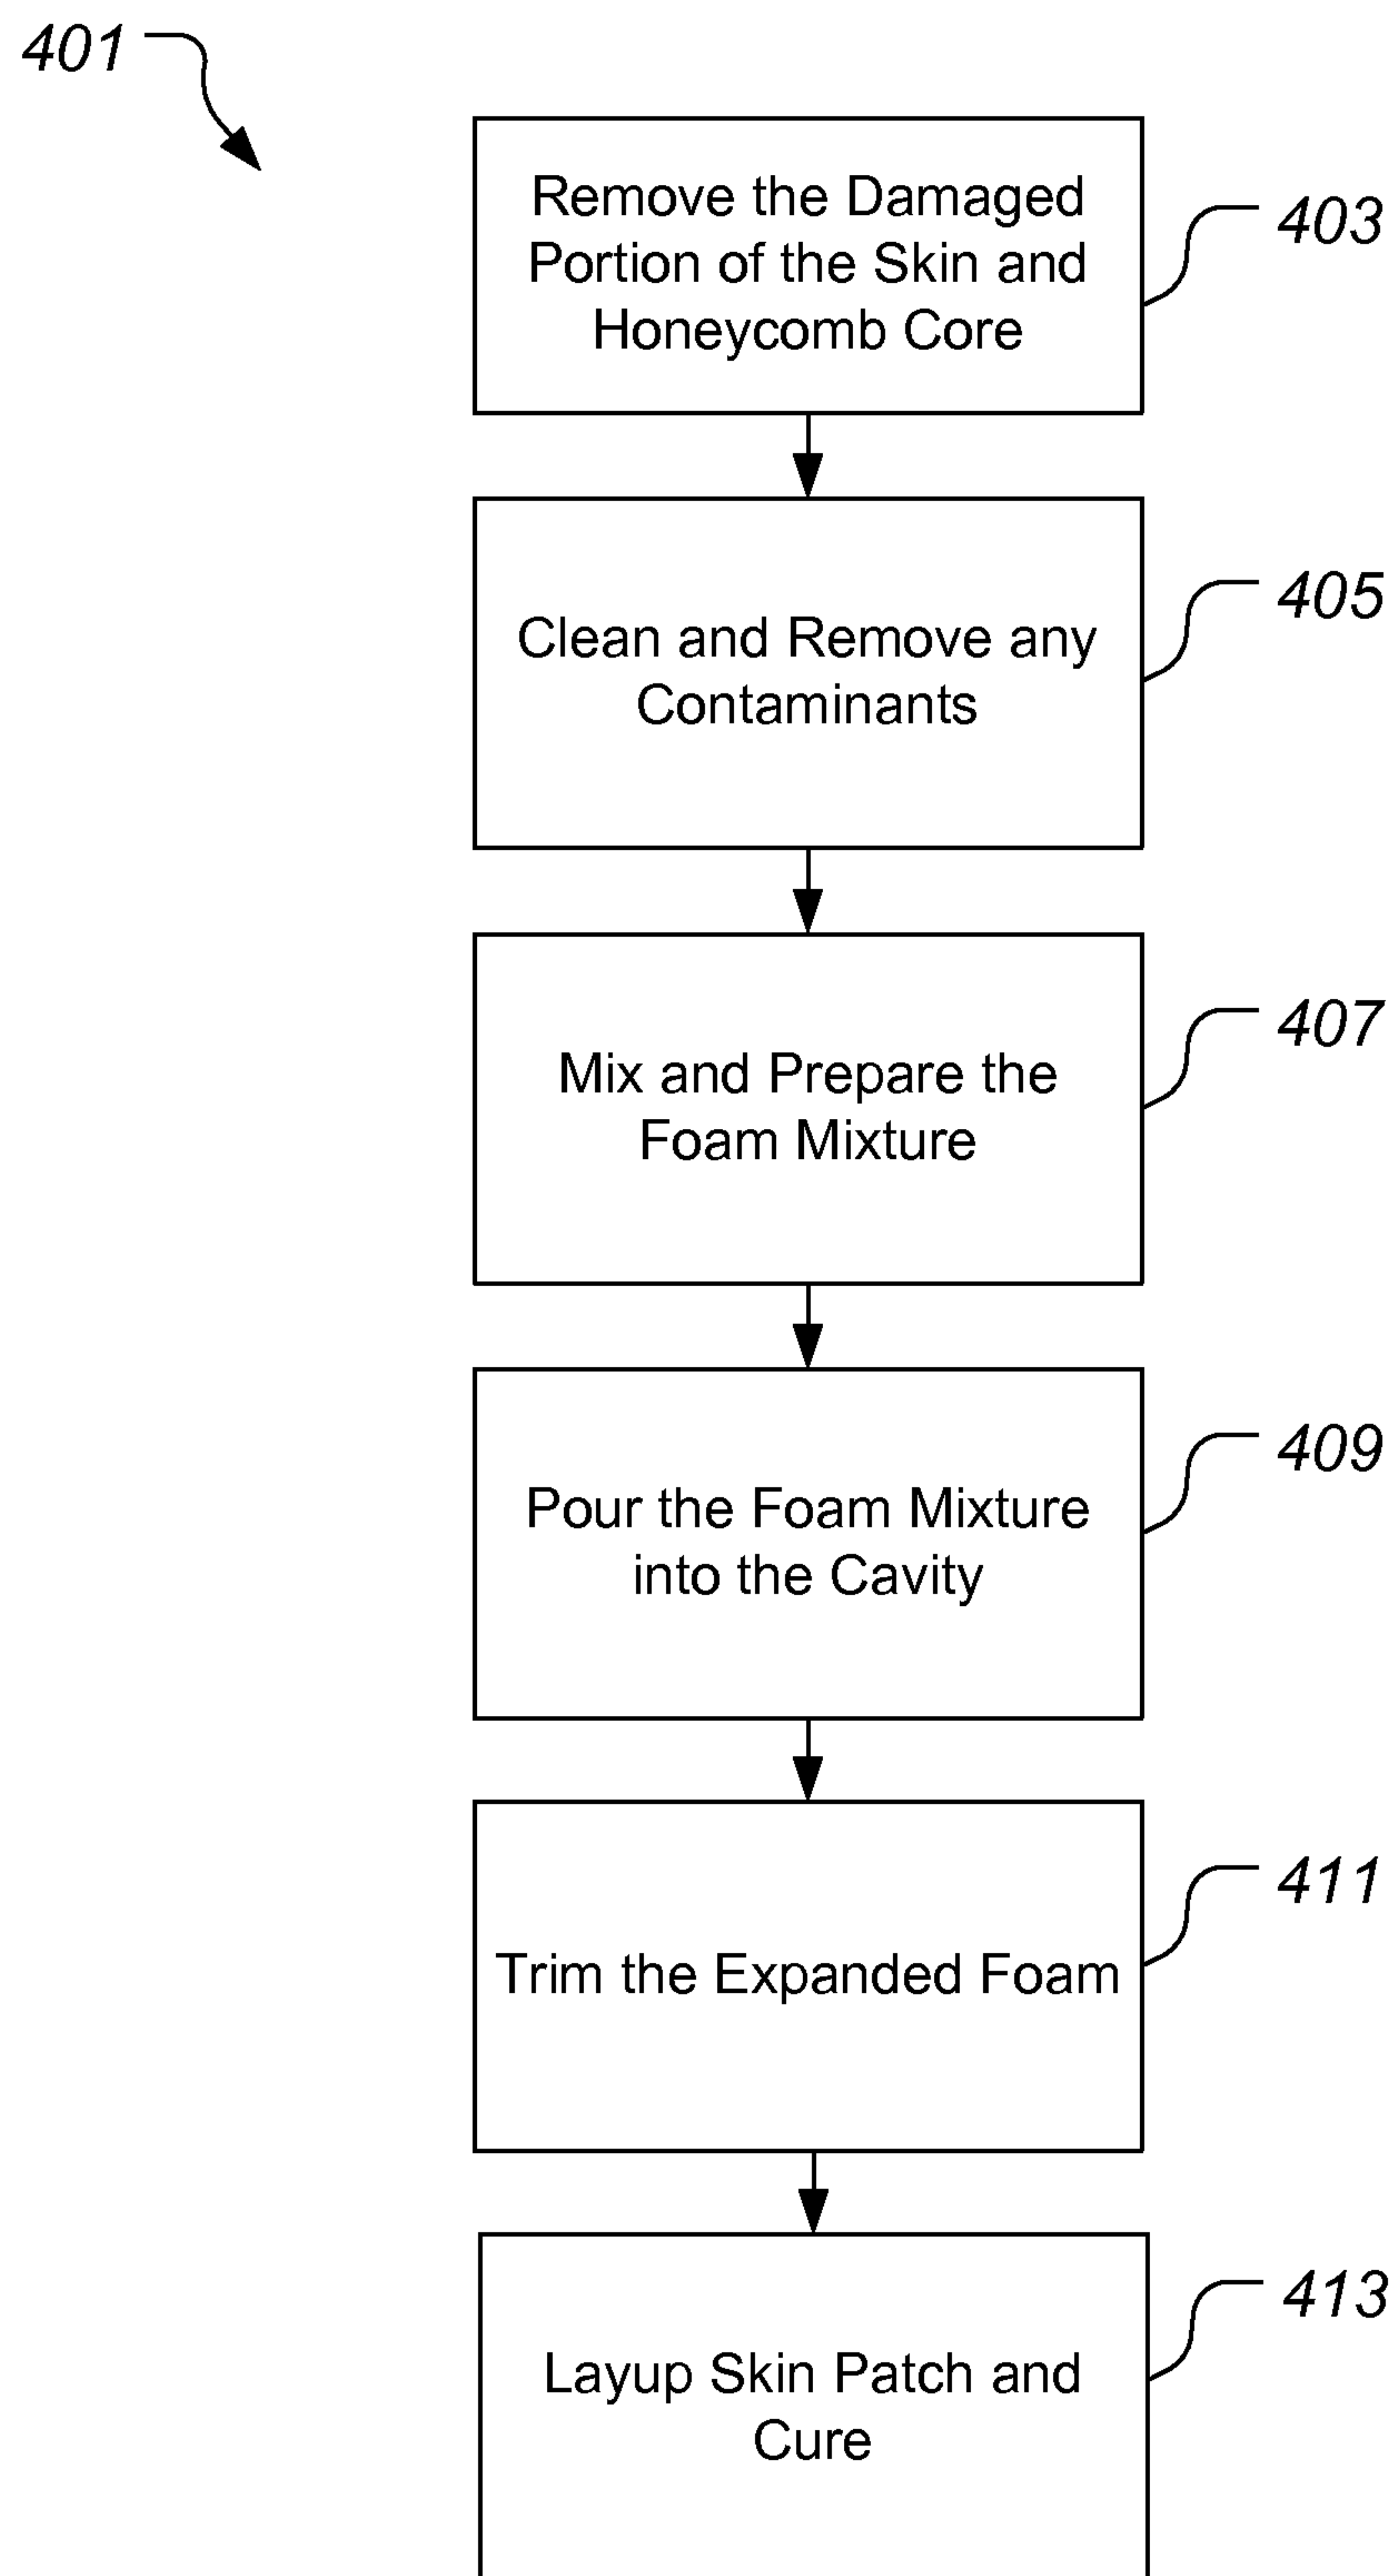 401
Remove the Damaged
Portion of the Skin and
Honeycomb Core
403
Clean and Remove any
Contaminants
405
Mix and Prepare the
Foam Mixture
407
Pour the Foam Mixture
into the Cavity
409
Trim the Expanded Foam
411
Layup Skin Patch and
Cure
413